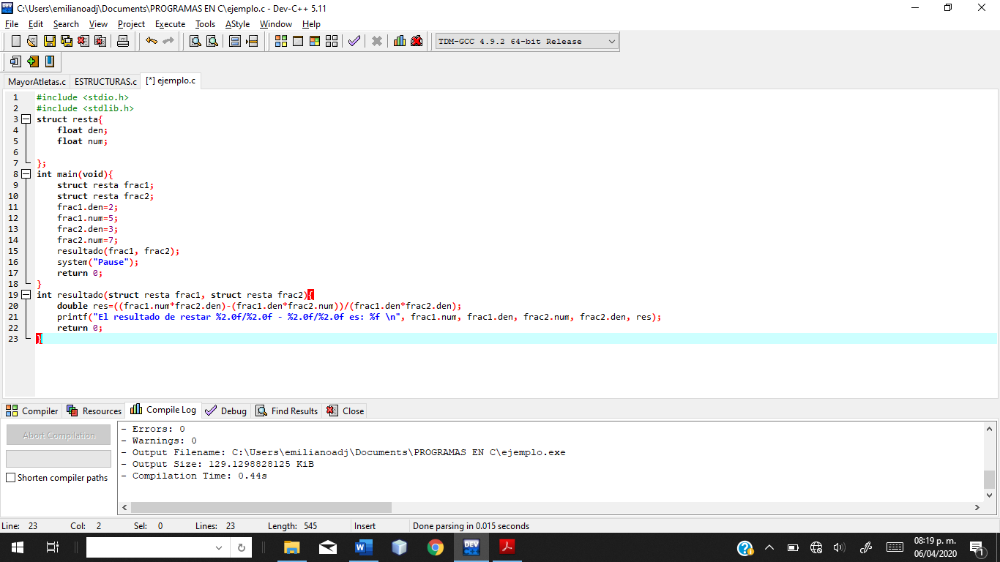 C:\Users\emilianoadj\Documents\PROGRAMAS EN C\ejemplo.c - Dev-C++ 5.11
File Edit Search View Project Execute Tools AStyle Window Help
TDM-GCC 4.9.2 64-bit Release
MayorAtletas.c ESTRUCTURAS.c [*] ejemplo.c
1 #include <stdio.h>
2 #include <stdlib.h>
3 struct resta{
4 float den;
5 float num;
6
7 };
8 int main(void){
9 struct resta frac1;
10 struct resta frac2;
11 frac1.den=2;
12 frac1.num=5;
13 frac2.den=3;
14 frac2.num=7;
15 resultado(frac1, frac2);
16 system("Pause");
17 return 0;
18 }
19 int resultado(struct resta frac1, struct resta frac2){
20 double res=((frac1.num*frac2.den)-(frac1.den*frac2.num))/(frac1.den*frac2.den);
21 printf("El resultado de restar %2.0f/%2.0f - %2.0f/%2.0f es: %f \n", frac1.num, frac1.den, frac2.num, frac2.den, res);
22 return 0;
23 }
Compiler Resources Compile Log Debug Find Results Close
Abort Compilation
Shorten compiler paths
- Errors: 0
- Warnings: 0
- Output Filename: C:\Users\emilianoadj\Documents\PROGRAMAS EN C\ejemplo.exe
- Output Size: 129.1298828125 KiB
- Compilation Time: 0.44s
Line: 23 Col: 2 Sel: 0 Lines: 23 Length: 545 Insert Done parsing in 0.015 seconds
DEV
08:19 p. m.
06/04/2020
1